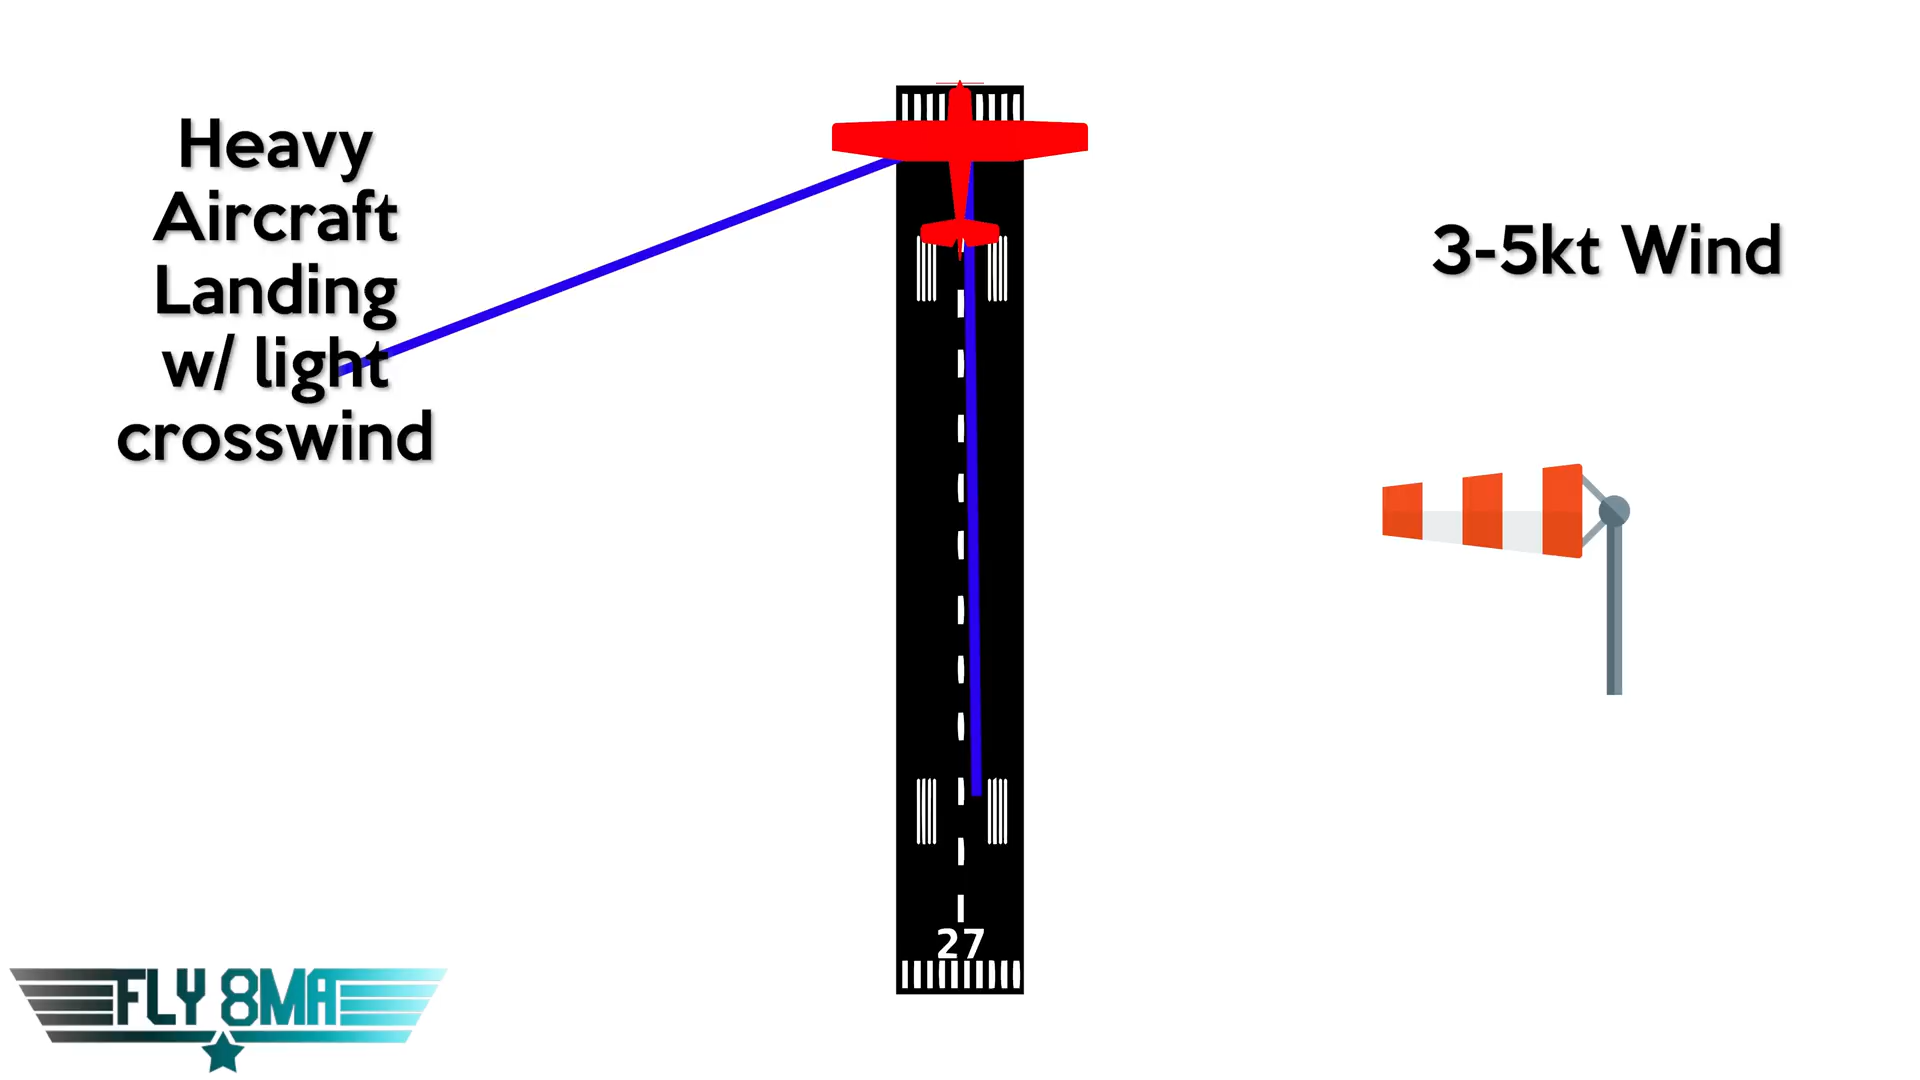 Heavy
Aircraft
Landing
w/ light
crosswind
3-5kt Wind
27
FLY 8MA